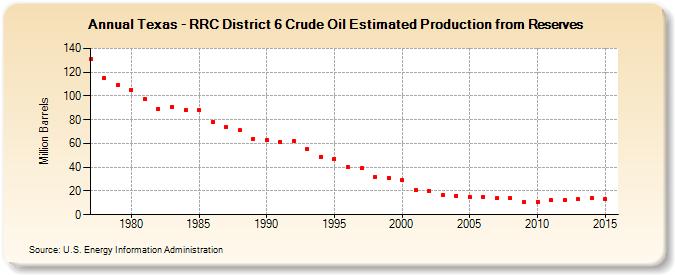 Annual Texas - RRC District 6 Crude Oil Estimated Production from Reserves
Million Barrels
140
120
100
80
60
40
20
0
1980 1985 1990 1995 2000 2005 2010 2015
Source: U.S. Energy Information Administration